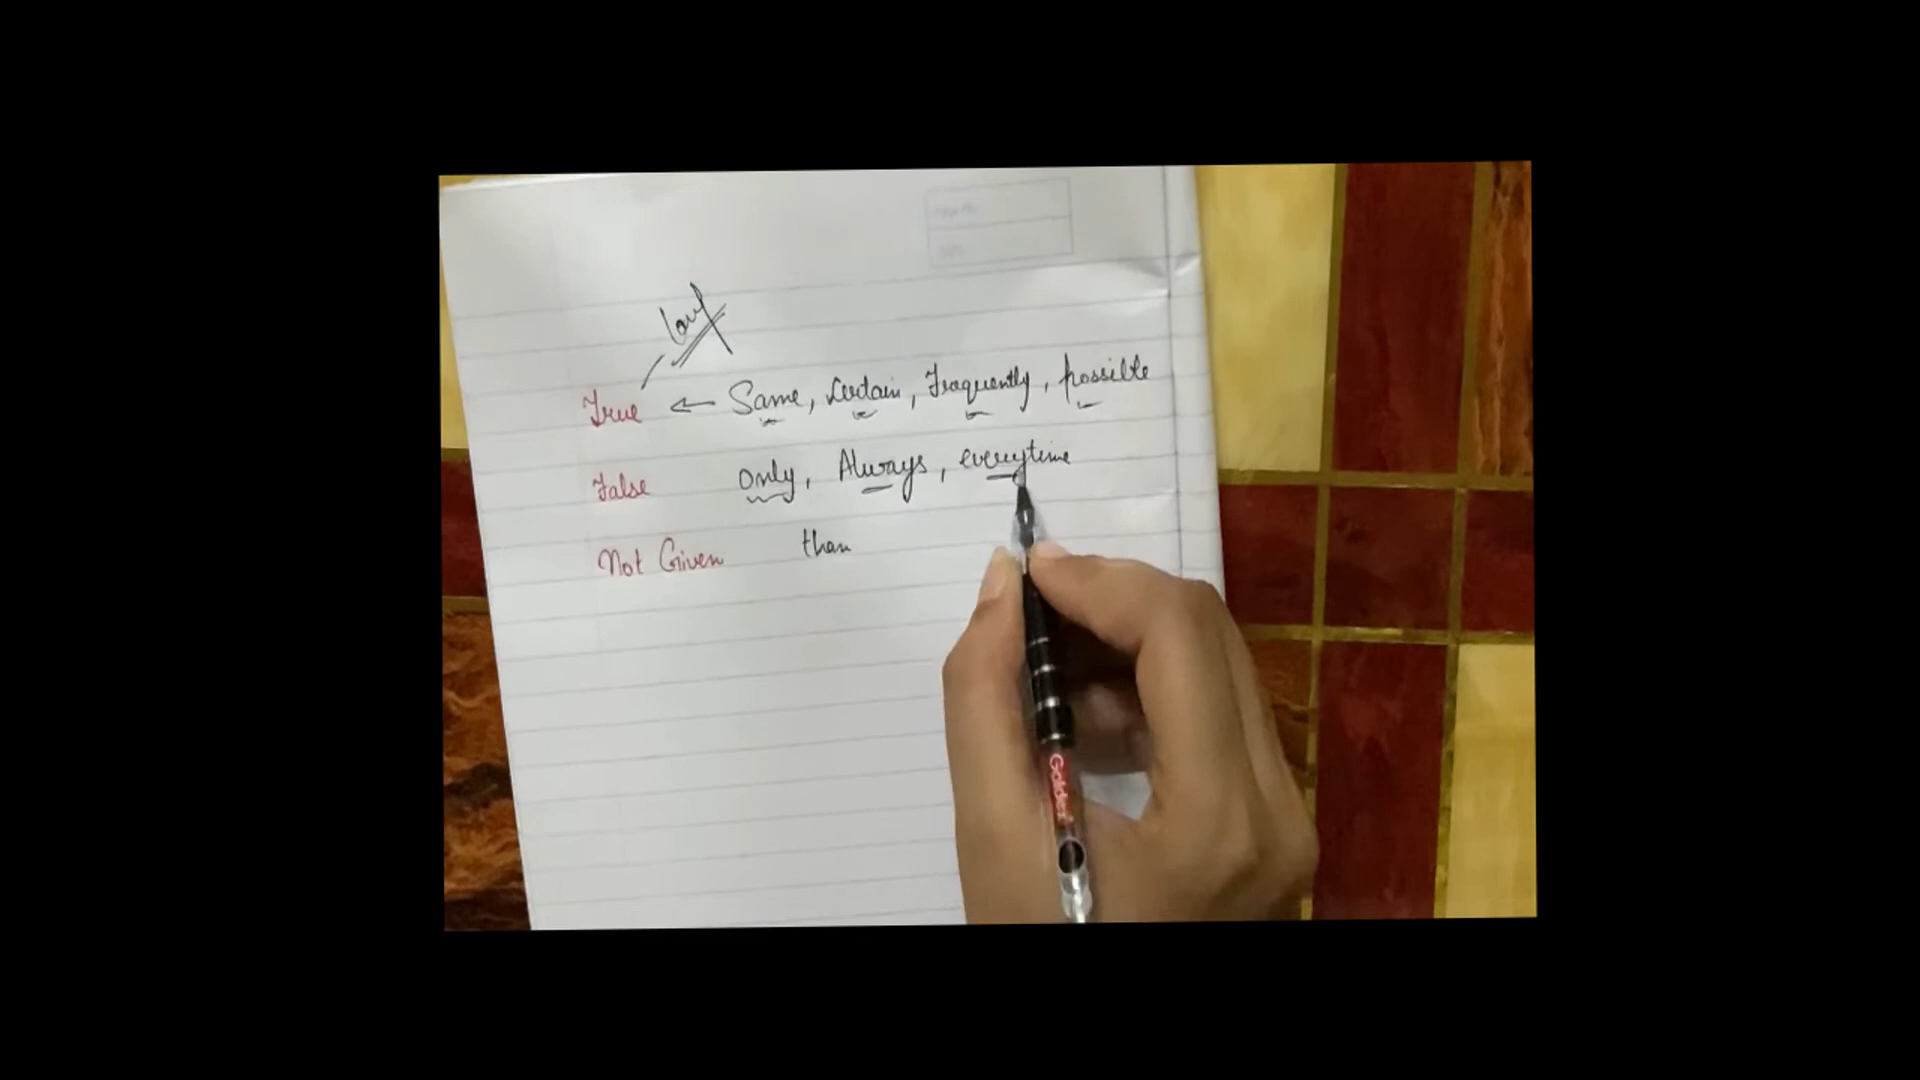 True ← Same, Certain, Frequently, possible
False only, Always, everytime
Not Given than